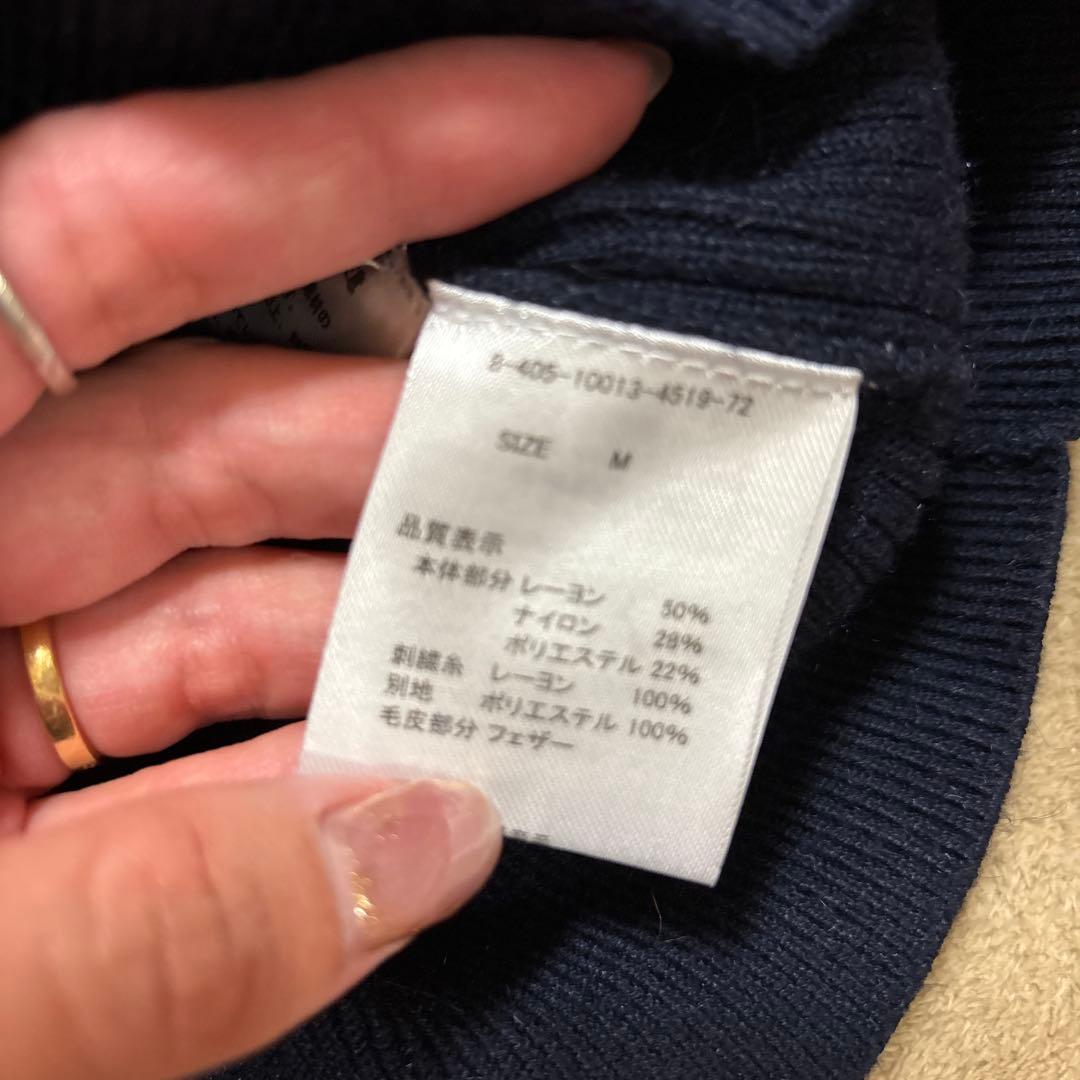 8-405-10013-4519-72
SIZE M
品質表示
本体部分 レーヨン 50%
ナイロン 28%
ポリエステル 22%
刺繍糸 レーヨン 100%
別地 ポリエステル 100%
毛皮部分 フェザー